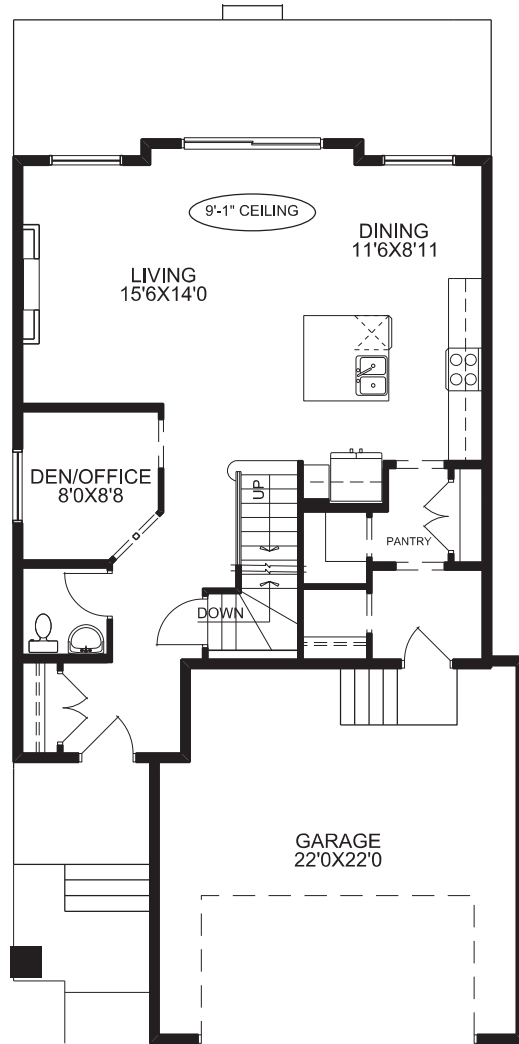 9'-1" CEILING
DINING
11'6X8'11
LIVING
15'6X14'0
DEN/OFFICE
8'0X8'8
UP
PANTRY
DOWN
GARAGE
22'0X22'0